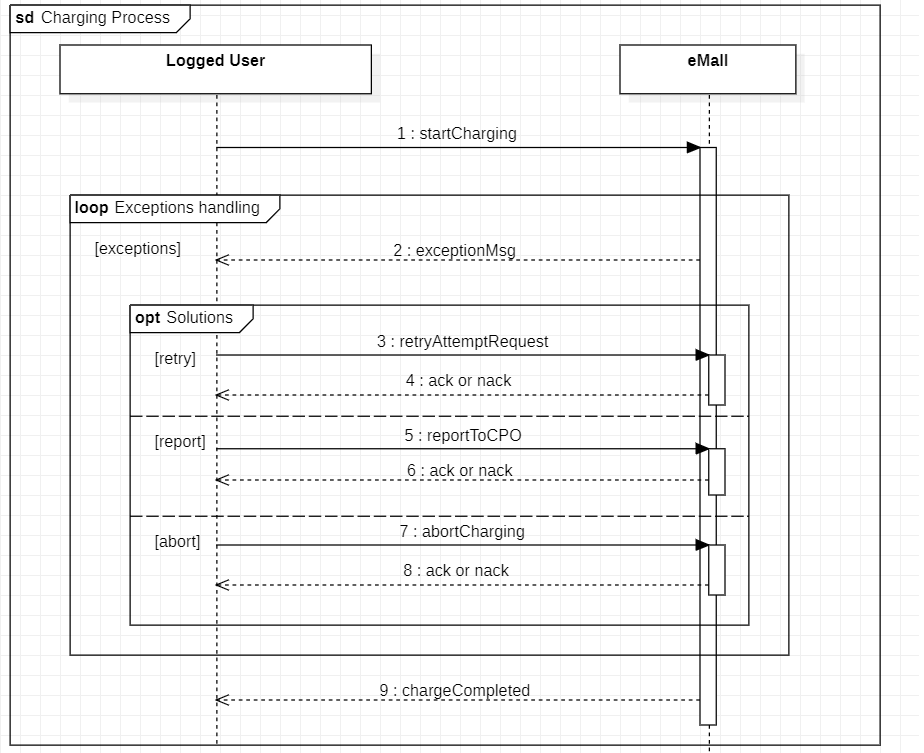 sd Charging Process
Logged User
eMall
1 : startCharging
loop Exceptions handling
[exceptions]
2 : exceptionMsg
opt Solutions
3 : retryAttemptRequest
[retry]
4 : ack or nack
5 : reportToCPO
[report]
6 : ack or nack
7 : abortCharging
[abort]
8 : ack or nack
9 : chargeCompleted